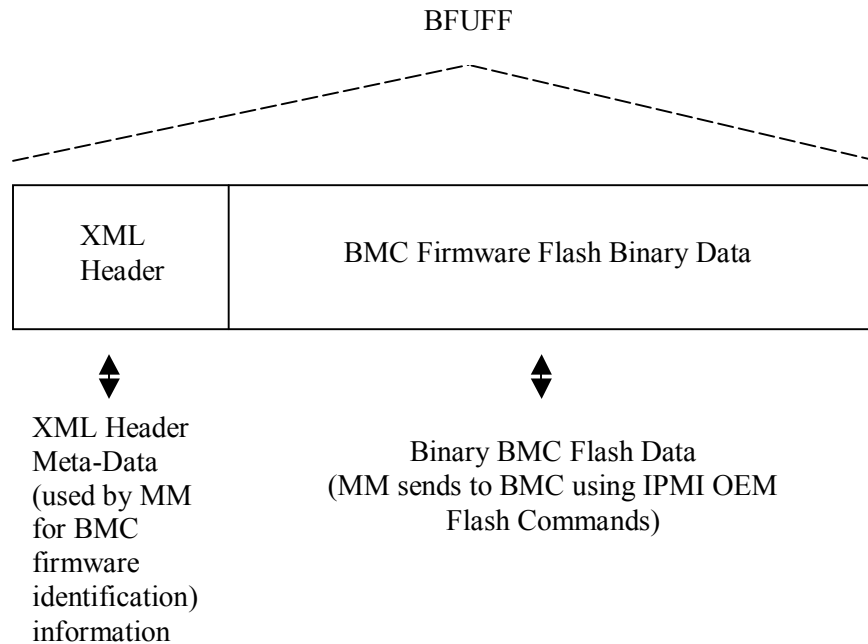 BFUFF
XML
Header
BMC Firmware Flash Binary Data
XML Header
Meta-Data
(used by MM
for BMC
firmware
identification)
information
Binary BMC Flash Data
(MM sends to BMC using IPMI OEM
Flash Commands)